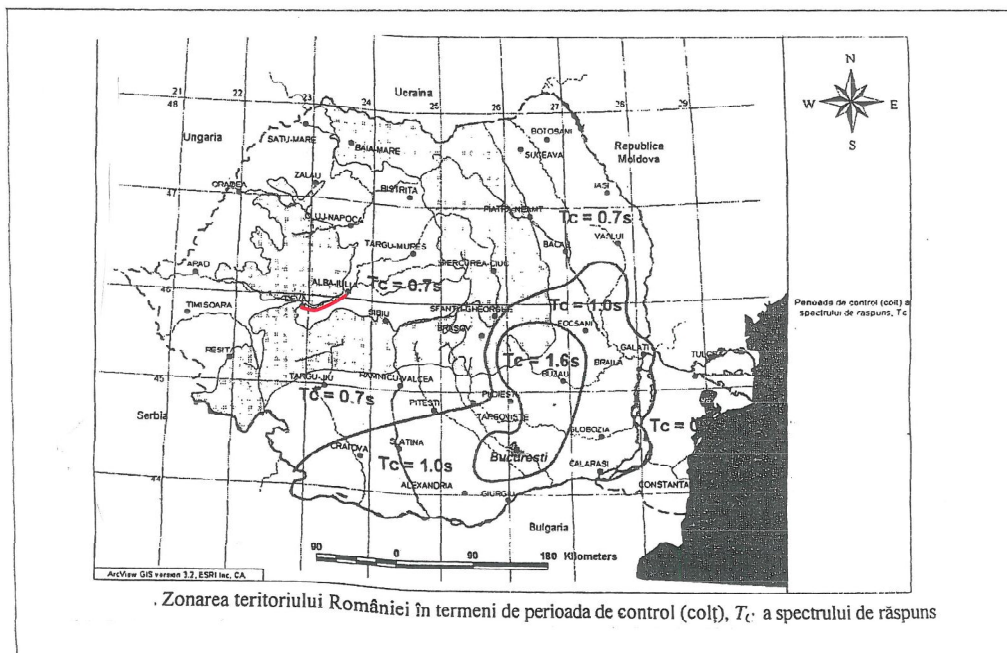 N
W E
S
21 22 23 24 25 26 27 28 29
48
47
46
45
44
Ucraina
Ungaria
Republica
Moldova
Serbia
Bulgaria
SATU-MARE
BAIA-MARE
BOTOSANI
SUCEAVA
ZALAU
ORADEA
BISTRITA
IASI
CLUJ-NAPOCA
PIATRA-NEAMT
Tc = 0.7s
TARGU-MURES
BACAU
VASLUI
MIERCUREA-CIUC
ARAD
ALBA-IULIA
Tc = 0.7s
DEVA
TIMISOARA
SIBIU
SFANTU-GHEORGHE
Tc = 1.0s
BRASOV
FOCSANI
Perioada de control (colt) a
spectrului de raspuns, Tc
RESITA
Tc = 1.6s
GALATI
BRAILA
TULCEA
BUZAU
TARGU-JIU
RAMNICU-VALCEA
Tc = 0.7s
PITESTI
PLOIESTI
TARGOVISTE
SLOBOZIA
Tc = 0
CRAIOVA
SLATINA
Bucuresti
Tc = 1.0s
CALARASI
ALEXANDRIA
GIURGIU
CONSTANTA
90 0 90 180 Kilometers
ArcView GIS version 3.2, ESRI Inc, CA
. Zonarea teritoriului României în termeni de perioada de control (colţ), Tc a spectrului de răspuns